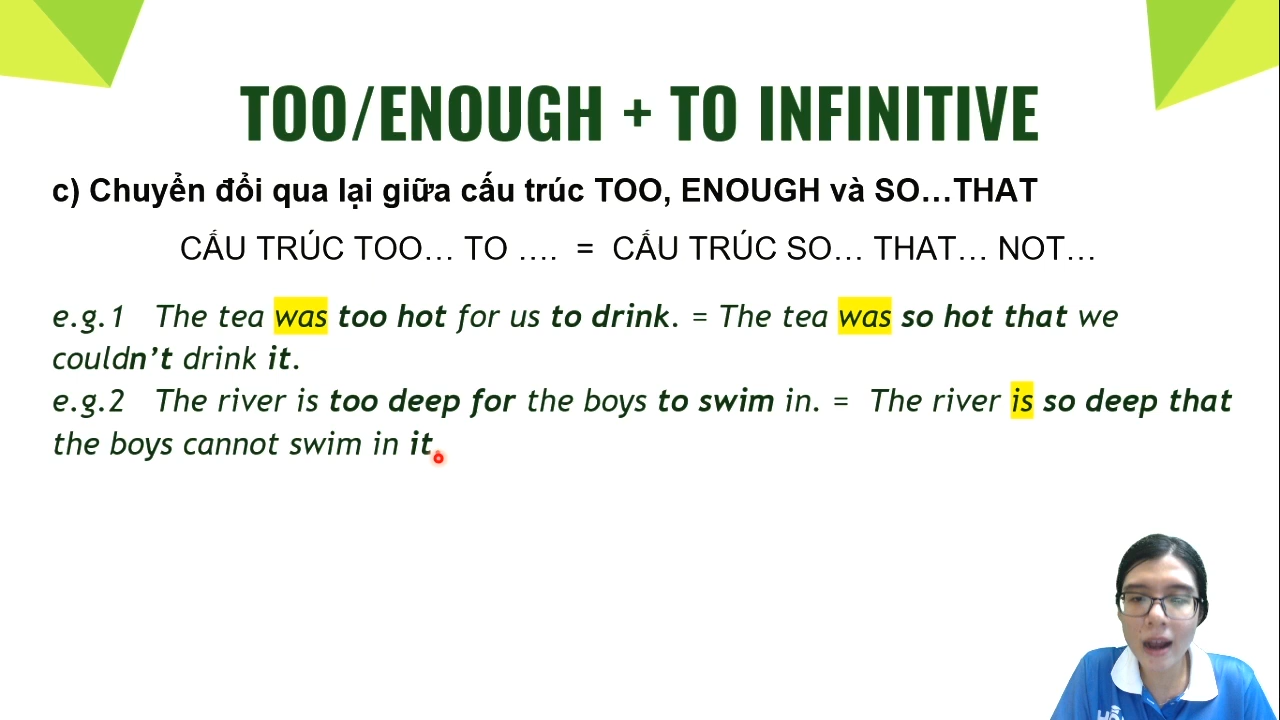 TOO/ENOUGH + TO INFINITIVE
c) Chuyển đổi qua lại giữa cấu trúc TOO, ENOUGH và SO...THAT
CẤU TRÚC TOO... TO .... = CẤU TRÚC SO... THAT... NOT...
e.g.1 The tea was too hot for us to drink. = The tea was so hot that we
couldn't drink it.
e.g.2 The river is too deep for the boys to swim in. = The river is so deep that
the boys cannot swim in it.